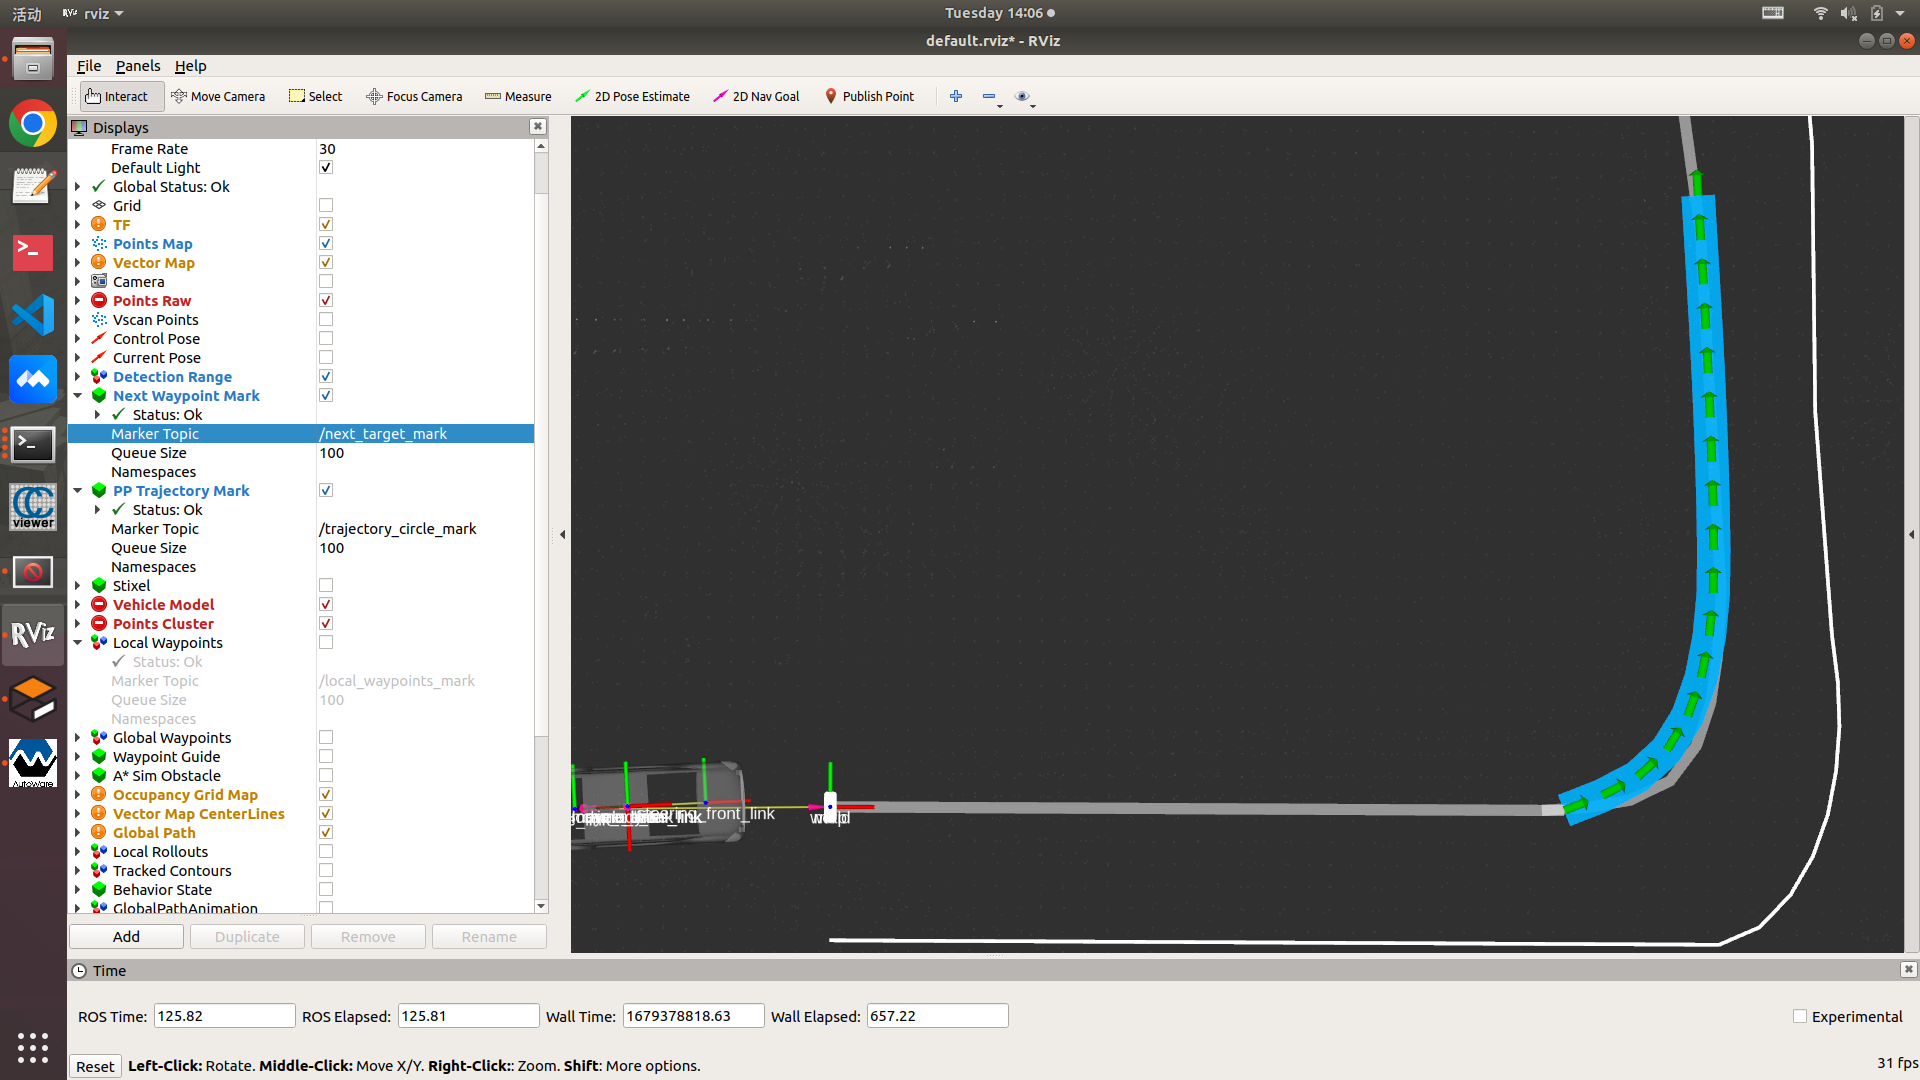 活动 rviz Tuesday 14:06
default.rviz* - RViz
File Panels Help
Interact Move Camera Select Focus Camera Measure 2D Pose Estimate 2D Nav Goal Publish Point
Displays
Frame Rate 30
Default Light
Global Status: Ok
Grid
TF
Points Map
Vector Map
Camera
Points Raw
Vscan Points
Control Pose
Current Pose
Detection Range
Next Waypoint Mark
Status: Ok
Marker Topic /next_target_mark
Queue Size 100
Namespaces
PP Trajectory Mark
Status: Ok
Marker Topic /trajectory_circle_mark
Queue Size 100
Namespaces
Stixel
Vehicle Model
Points Cluster
Local Waypoints
Status: Ok
Marker Topic /local_waypoints_mark
Queue Size 100
Namespaces
Global Waypoints
Waypoint Guide
A* Sim Obstacle
Occupancy Grid Map
Vector Map CenterLines
Global Path
Local Rollouts
Tracked Contours
Behavior State
GlobalPathAnimation
Add Duplicate Remove Rename
_front_link
CC
viewer
RViz
AutoWare
Time
ROS Time: 125.82 ROS Elapsed: 125.81 Wall Time: 1679378818.63 Wall Elapsed: 657.22 Experimental
Reset Left-Click: Rotate. Middle-Click: Move X/Y. Right-Click:: Zoom. Shift: More options. 31 fps